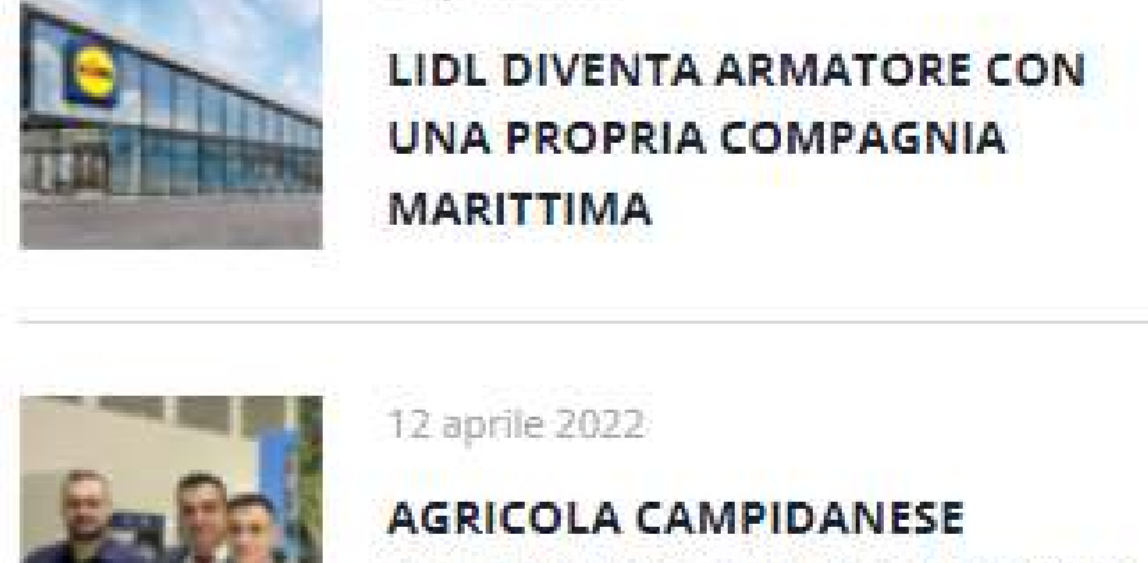 LIDL DIVENTA ARMATORE CON
UNA PROPRIA COMPAGNIA
MARITTIMA
12 aprile 2022
AGRICOLA CAMPIDANESE